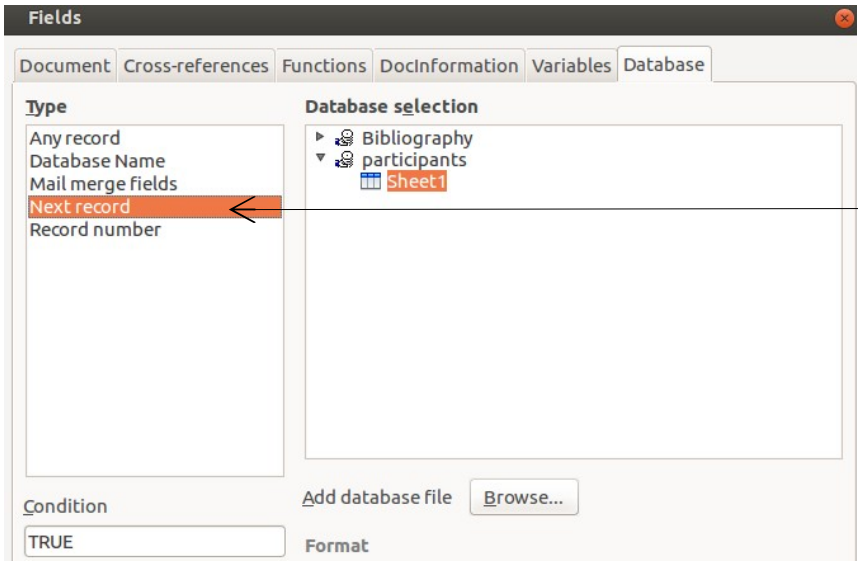 Fields
Document Cross-references Functions DocInformation Variables Database
Type
Any record
Database Name
Mail merge fields
Next record
Record number
Condition
TRUE
Database selection
Bibliography
participants
Sheet1
Add database file Browse...
Format